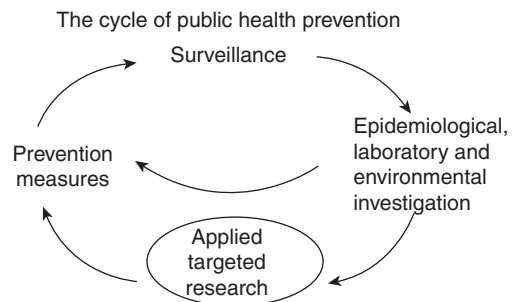 The cycle of public health prevention
Surveillance
Epidemiological,
laboratory and
environmental
investigation
Prevention
measures
Applied
targeted
research